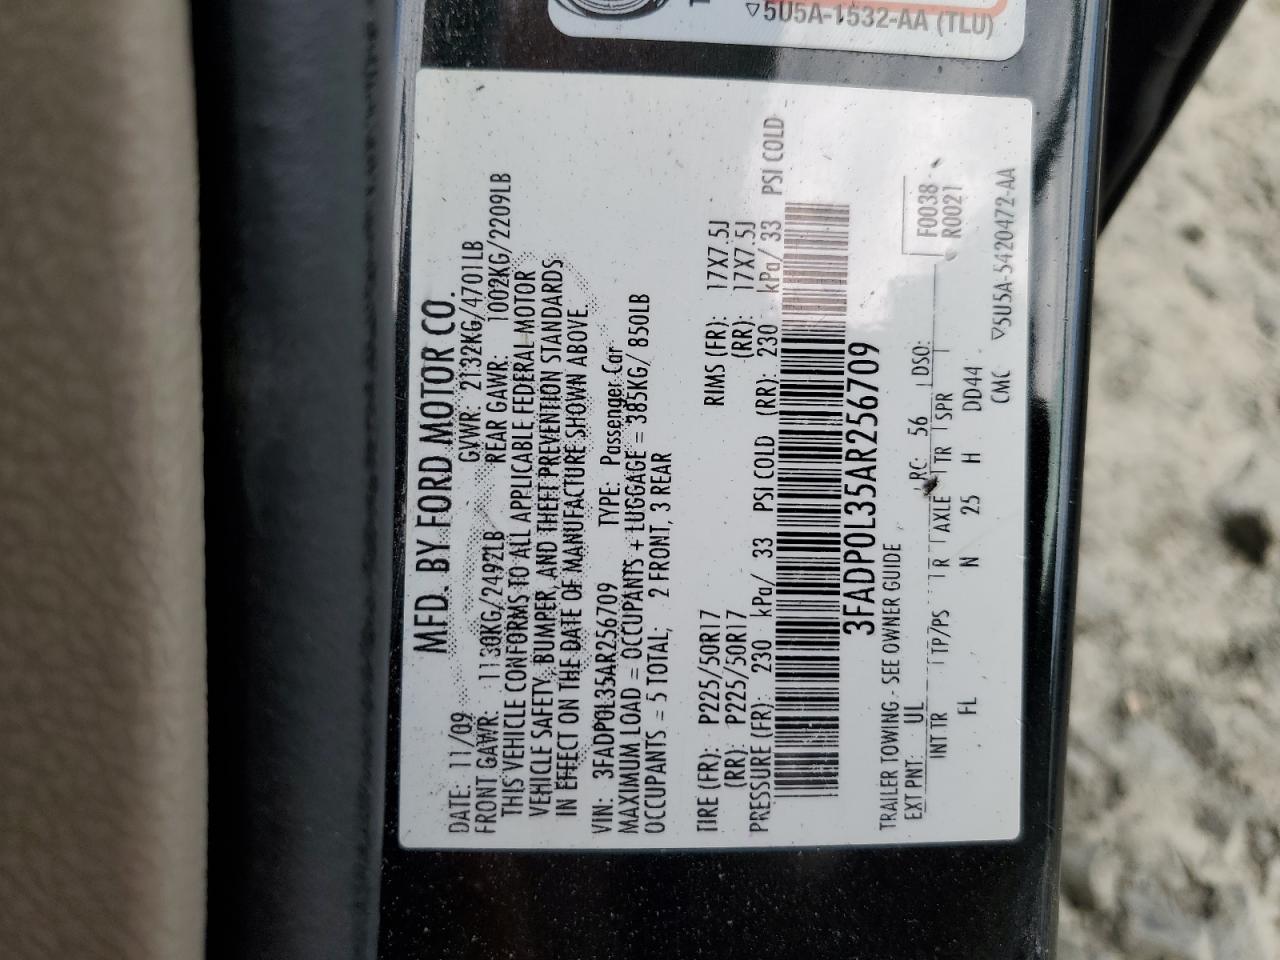 5U5A-1532-AA (TLU)
MFD. BY FORD MOTOR CO.
DATE: 11/09 GVWR: 2132KG/4701LB
FRONT GAWR: 1130KG/2492LB REAR GAWR: 1002KG/2209LB
THIS VEHICLE CONFORMS TO ALL APPLICABLE FEDERAL MOTOR
VEHICLE SAFETY, BUMPER, AND THEFT PREVENTION STANDARDS
IN EFFECT ON THE DATE OF MANUFACTURE SHOWN ABOVE.
VIN: 3FADP0L35AR256709 TYPE: Passenger Car
MAXIMUM LOAD = OCCUPANTS + LUGGAGE = 385KG/ 850LB
OCCUPANTS = 5 TOTAL, 2 FRONT, 3 REAR
TIRE (FR): P225/50R17 RIMS (FR): 17X7.5J
(RR): P225/50R17 (RR): 17X7.5J
PRESSURE (FR): 230 kPa/ 33 PSI COLD (RR): 230 kPa/ 33 PSI COLD
3FADP0L35AR256709
TRAILER TOWING - SEE OWNER GUIDE F0038
EXT PNT: UL RC: 56 DSO: R0021
INT TR TP/PS R AXLE TR SPR
FL N 25 H DD44
CMC ▽5U5A-5420472-AA